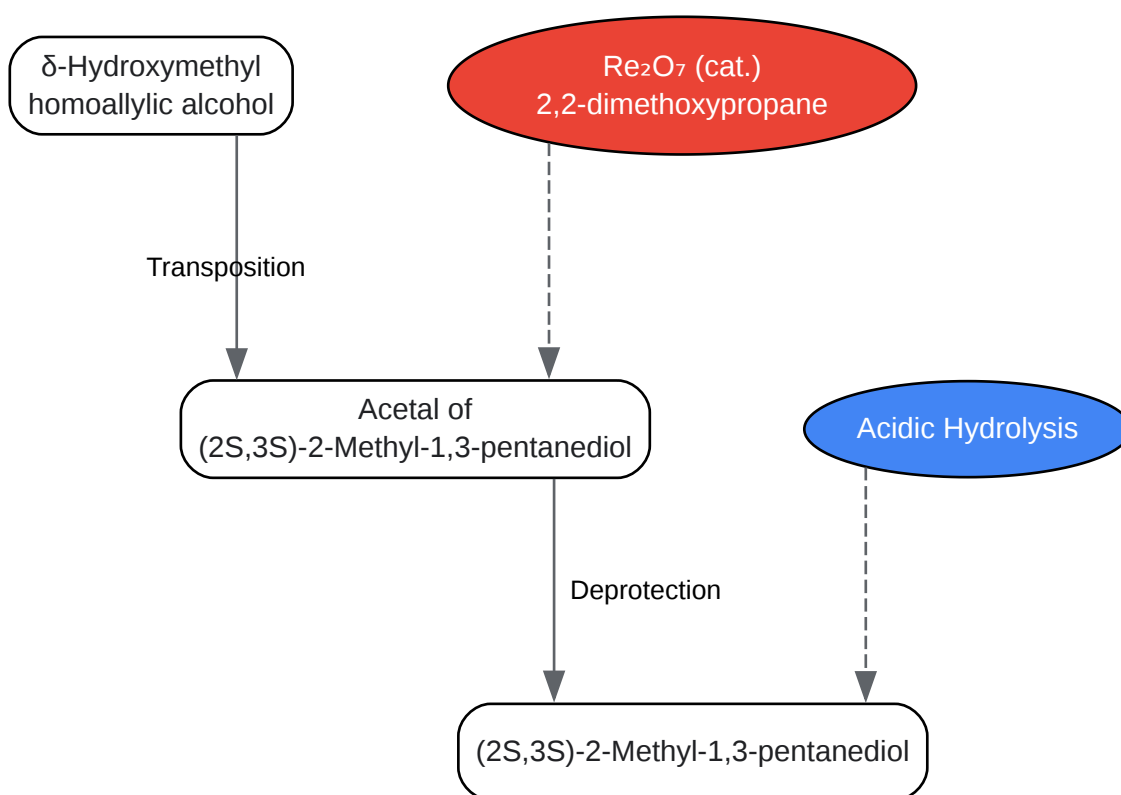 δ-Hydroxymethyl
homoallylic alcohol
Re₂O₇ (cat.)
2,2-dimethoxypropane
Transposition
Acetal of
(2S,3S)-2-Methyl-1,3-pentanediol
Acidic Hydrolysis
Deprotection
(2S,3S)-2-Methyl-1,3-pentanediol